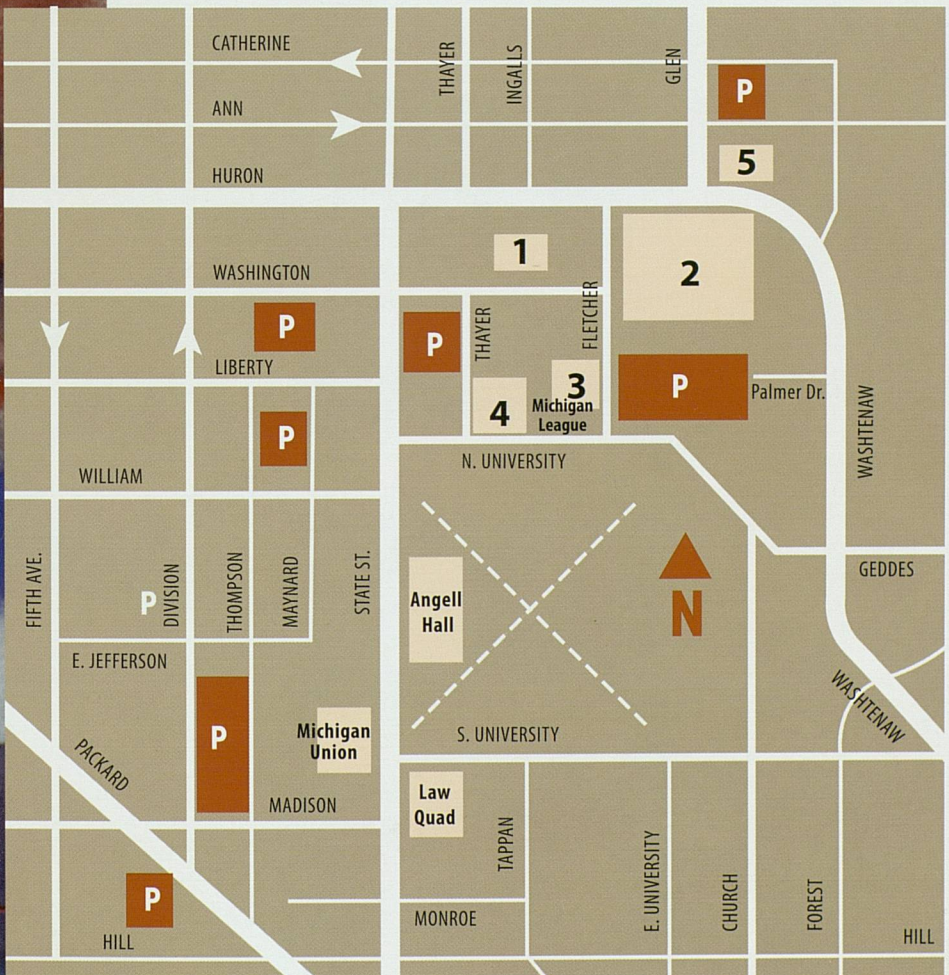 CATHERINE
THAYER
INGALLS
GLEN
P
ANN
5
HURON
1
2
WASHINGTON
P
P
THAYER
FLETCHER
LIBERTY
3
P
Palmer Dr.
4
Michigan
League
WASHTENAW
P
N. UNIVERSITY
WILLIAM
FIFTH AVE.
P
DIVISION
THOMPSON
MAYNARD
STATE ST.
Angell
Hall
N
GEDDES
E. JEFFERSON
WASHTENAW
P
Michigan
Union
S. UNIVERSITY
PACKARD
MADISON
Law
Quad
TAPPAN
E. UNIVERSITY
CHURCH
FOREST
P
MONROE
HILL
HILL